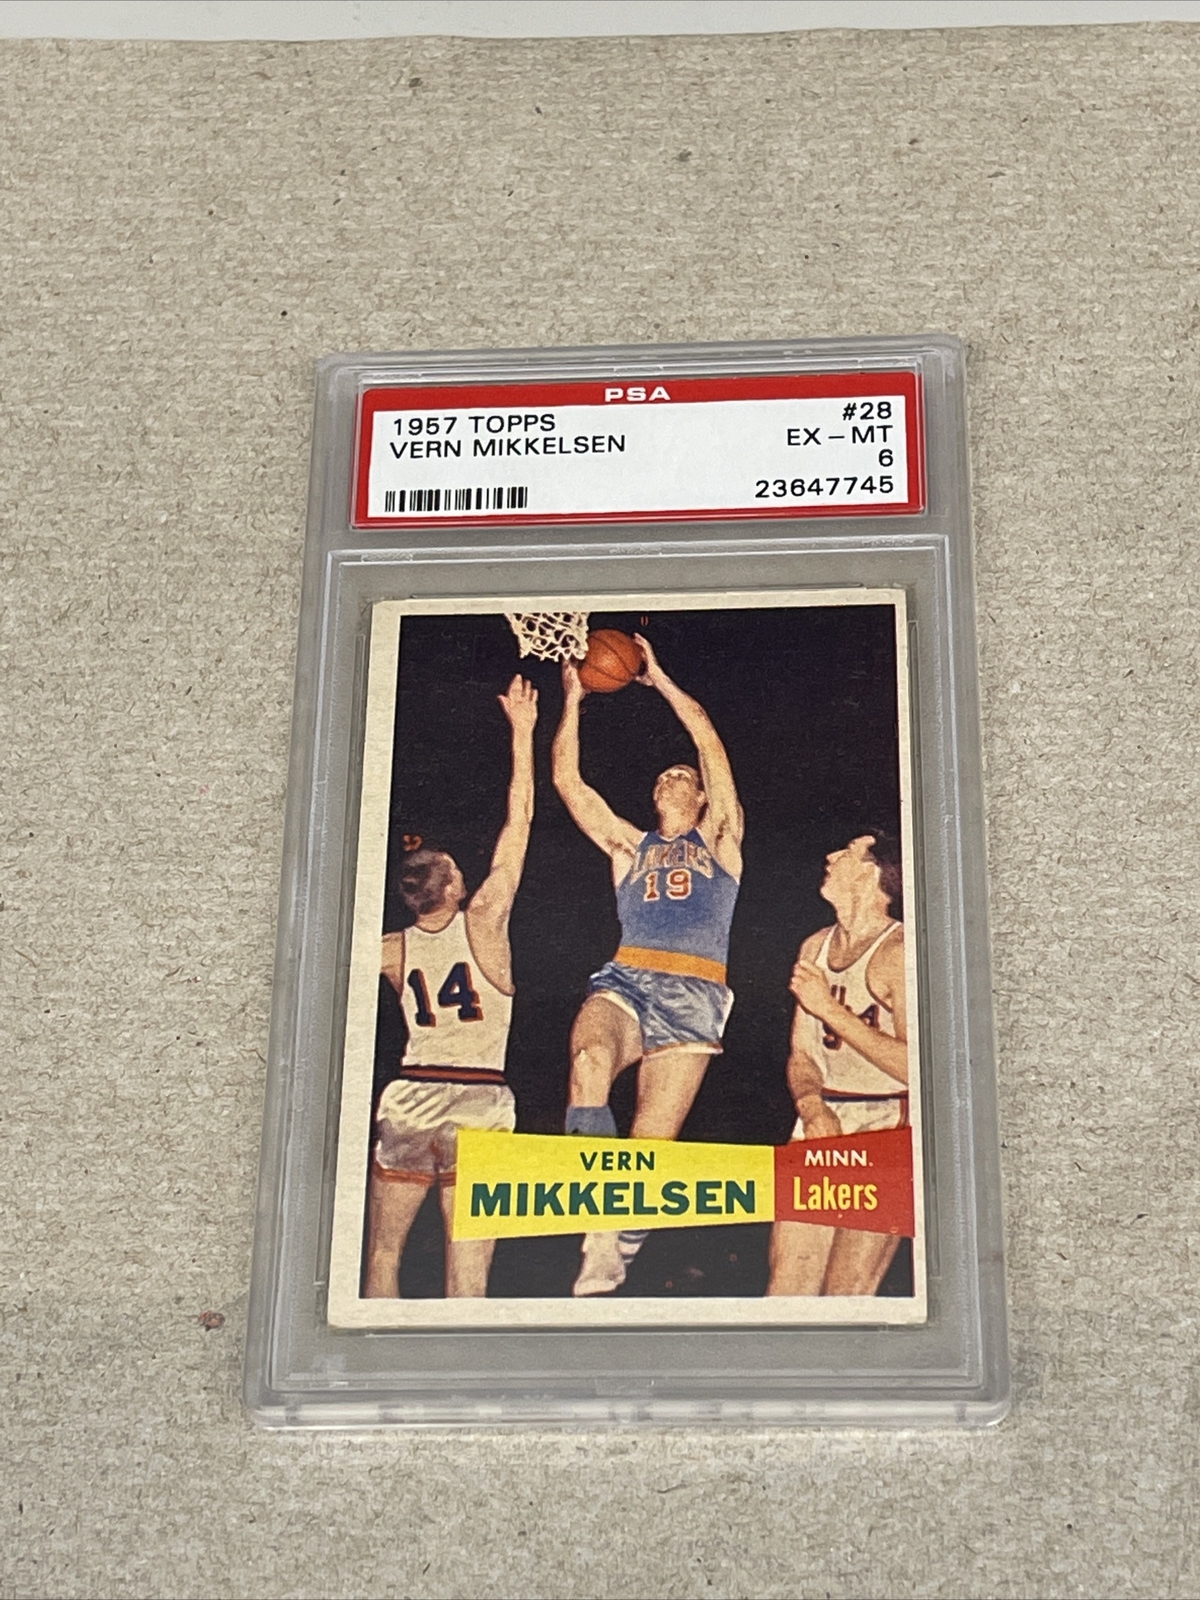 PSA
1957 TOPPS #28
VERN MIKKELSEN EX - MT
6
23647745
LAKERS
19
14
VERN
MIKKELSEN
MINN.
Lakers